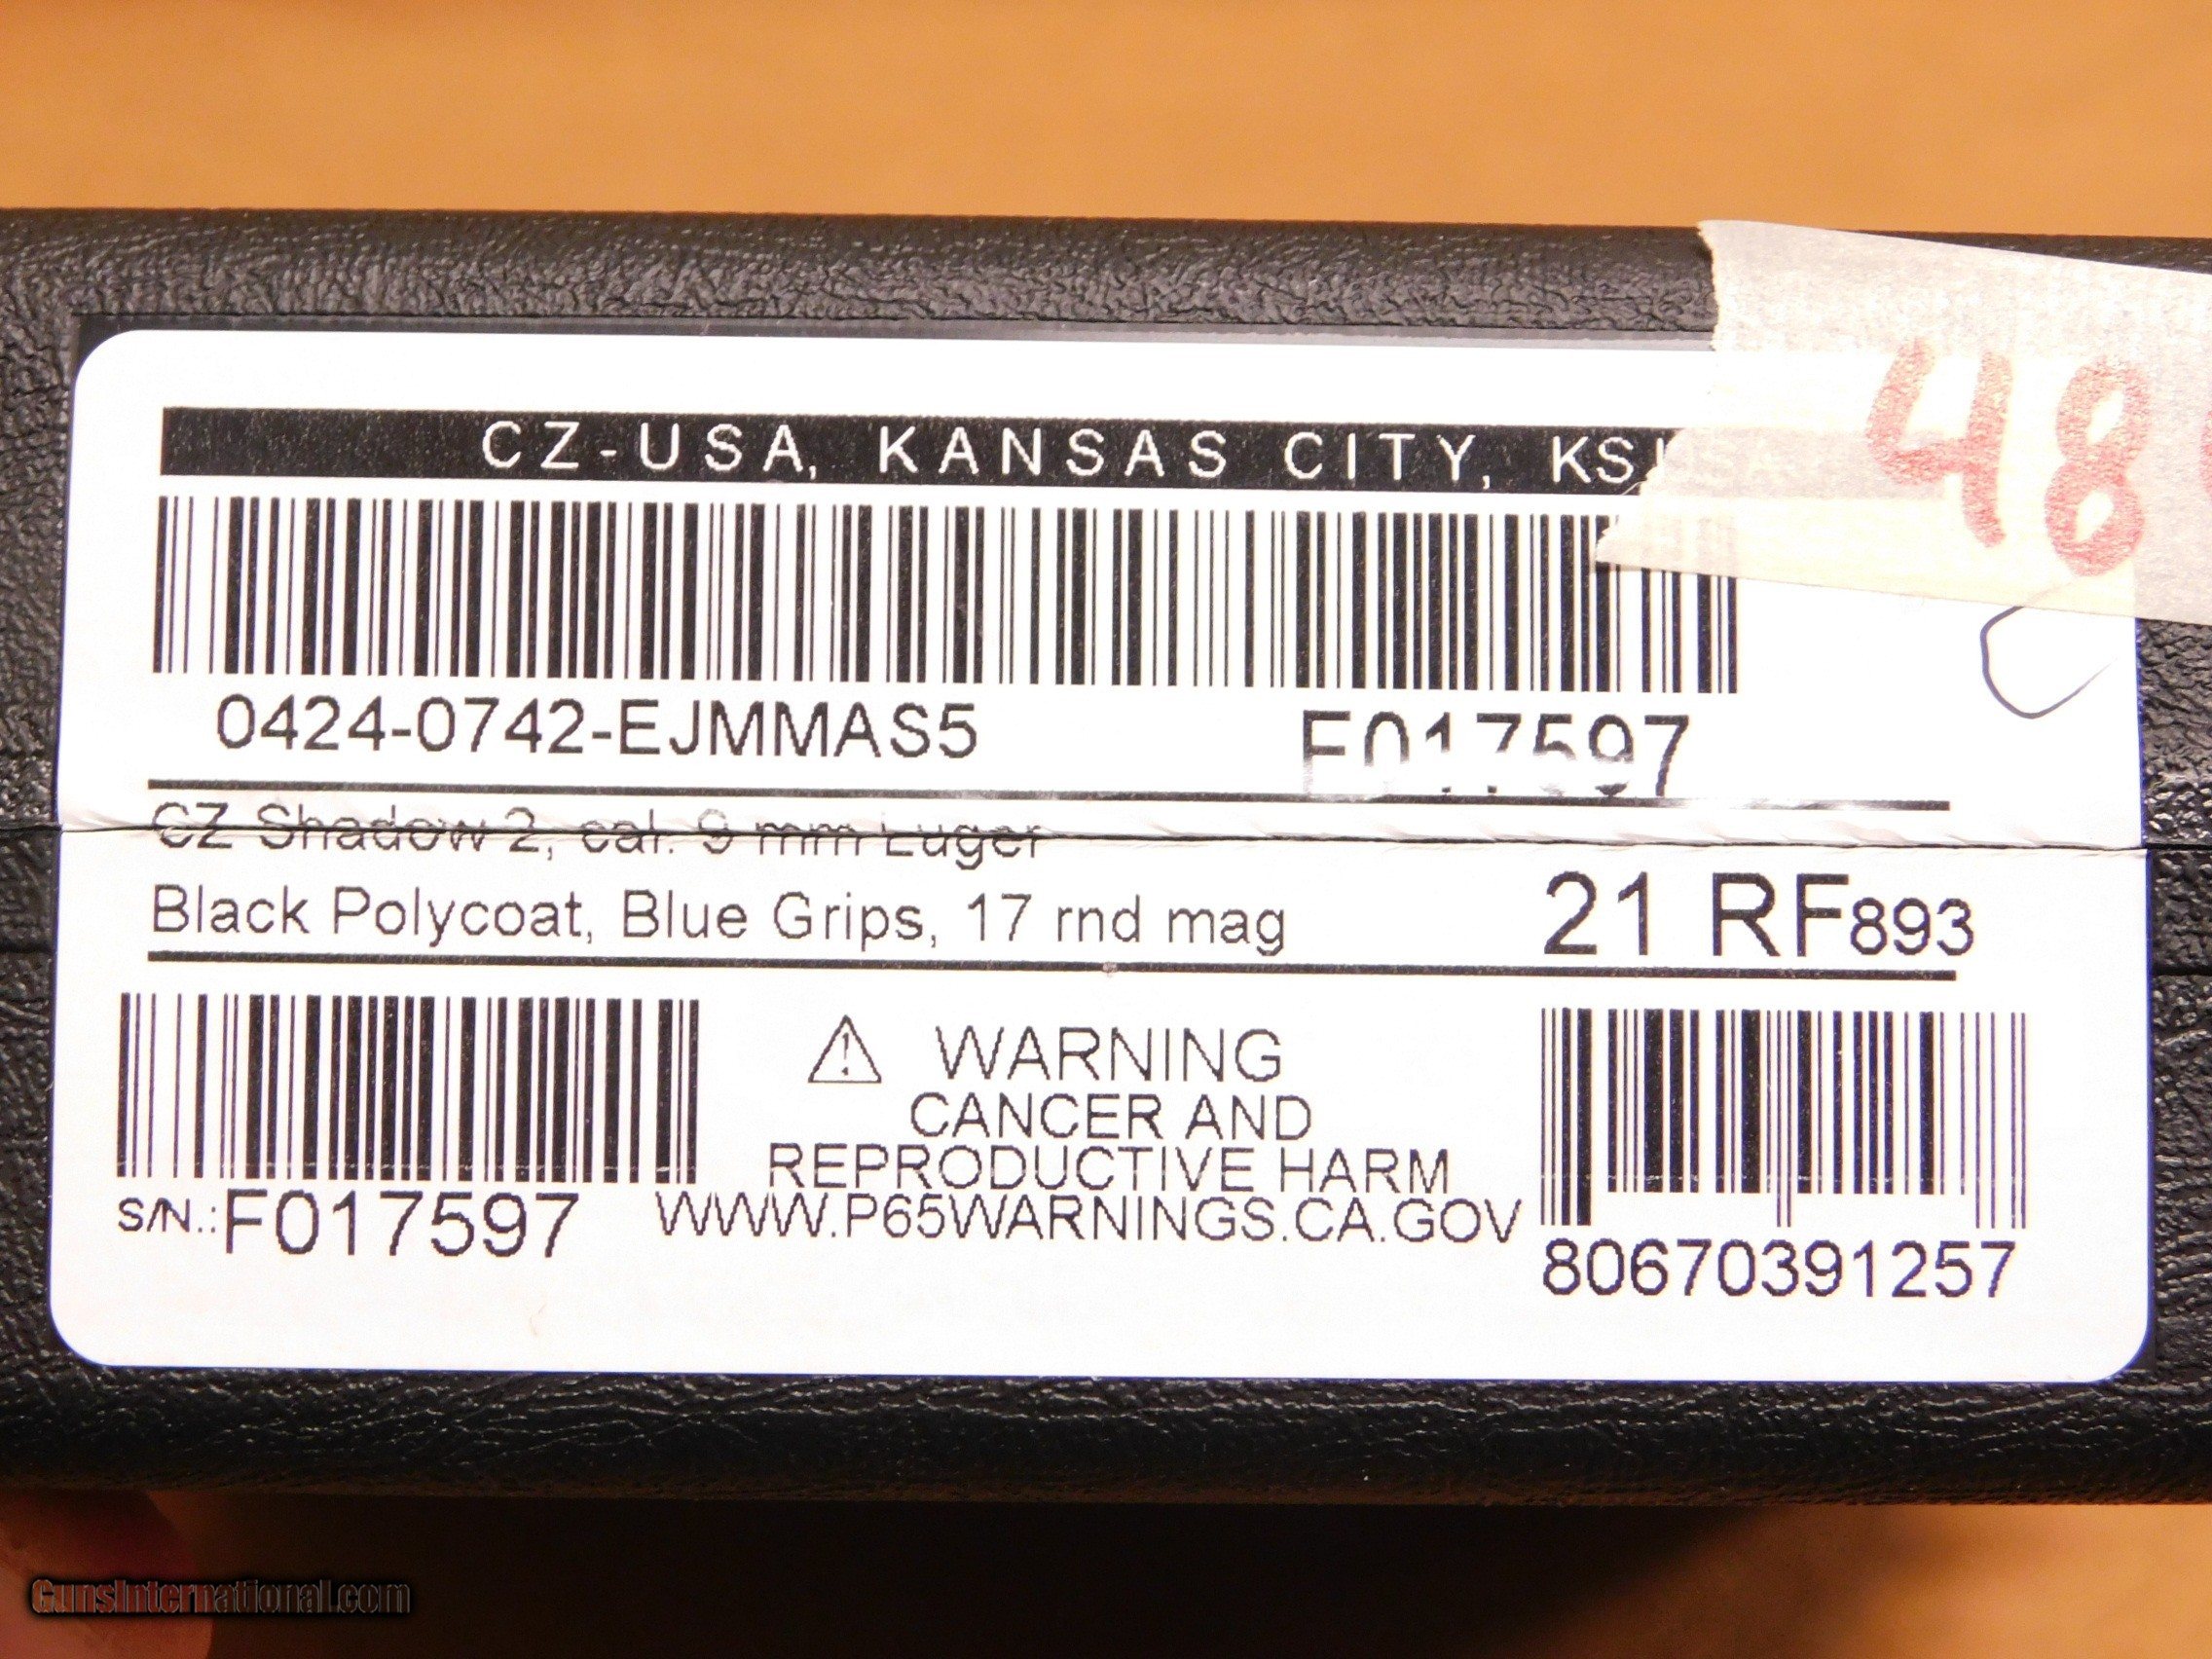 CZ-USA, KANSAS CITY, KS, USA
48
0424-0742-EJMMAS5 F017597
CZ Shadow 2, cal. 9 mm Luger
Black Polycoat, Blue Grips, 17 rnd mag
21 RF893
WARNING
CANCER AND
REPRODUCTIVE HARM
WWW.P65WARNINGS.CA.GOV
S/N.:F017597
80670391257
GunsInternational.com